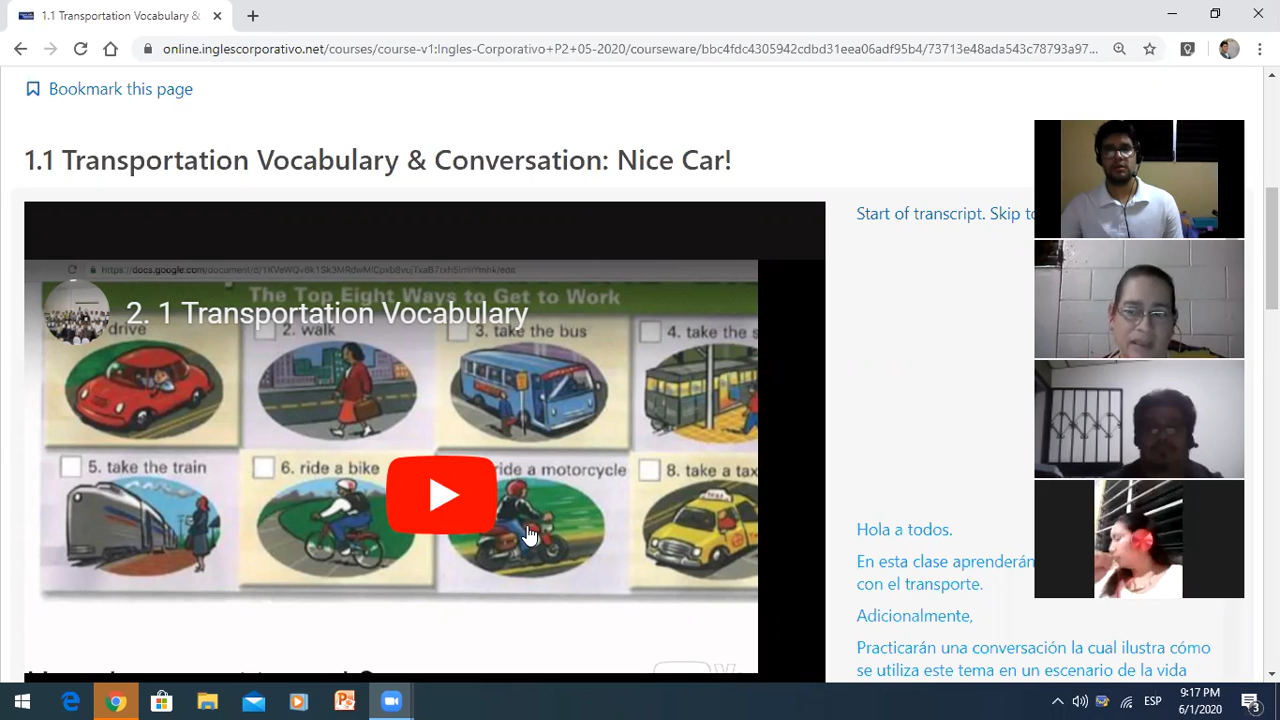 1.1 Transportation Vocabulary &
online.inglescorporativo.net/courses/course-v1:Ingles-Corporativo+P2+05-2020/courseware/bbc4fdc4305942cdbd31eea06adf95b4/73713e48ada543c78793a97...
Bookmark this page
1.1 Transportation Vocabulary & Conversation: Nice Car!
Start of transcript. Skip to
The Top Eight Ways to Get to Work
2. 1 Transportation Vocabulary
drive
2. walk
3. take the bus
4. take the s
5. take the train
6. ride a bike
ride a motorcycle
8. take a tax
Hola a todos.
En esta clase aprenderán
con el transporte.
Adicionalmente,
Practicarán una conversación la cual ilustra cómo
se utiliza este tema en un escenario de la vida
ESP
9:17 PM
6/1/2020
3